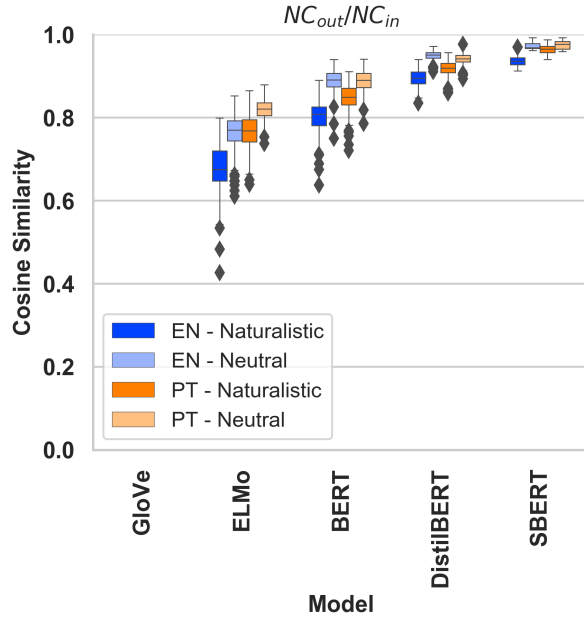 NC_out/NC_in
1.0
0.8
0.6
0.4
0.2
0.0
Cosine Similarity
EN - Naturalistic
EN - Neutral
PT - Naturalistic
PT - Neutral
GloVe
ELMo
BERT
DistilBERT
SBERT
Model